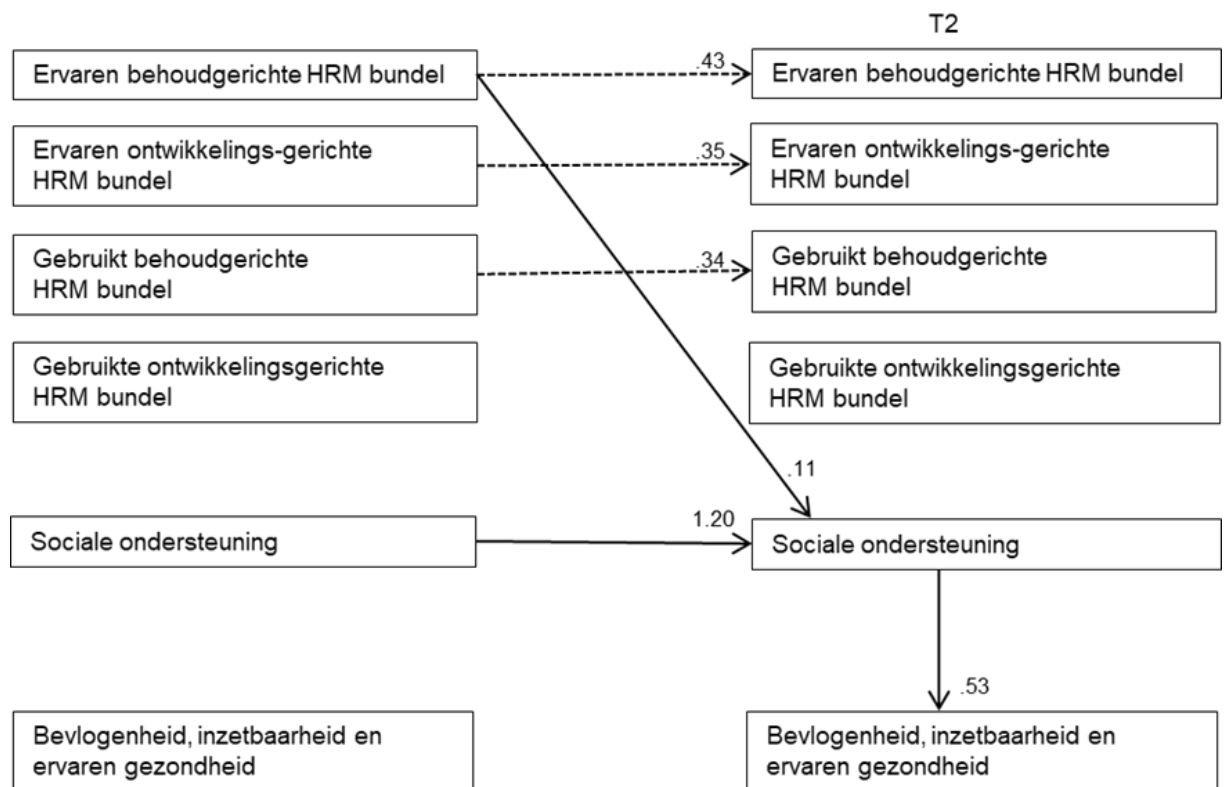 T2
Ervaren behoudgerichte HRM bundel
.43
Ervaren behoudgerichte HRM bundel
Ervaren ontwikkelings-gerichte
HRM bundel
.35
Ervaren ontwikkelings-gerichte
HRM bundel
Gebruikt behoudgerichte
HRM bundel
.34
Gebruikt behoudgerichte
HRM bundel
Gebruikte ontwikkelingsgerichte
HRM bundel
Gebruikte ontwikkelingsgerichte
HRM bundel
.11
Sociale ondersteuning
1.20
Sociale ondersteuning
.53
Bevlogenheid, inzetbaarheid en
ervaren gezondheid
Bevlogenheid, inzetbaarheid en
ervaren gezondheid